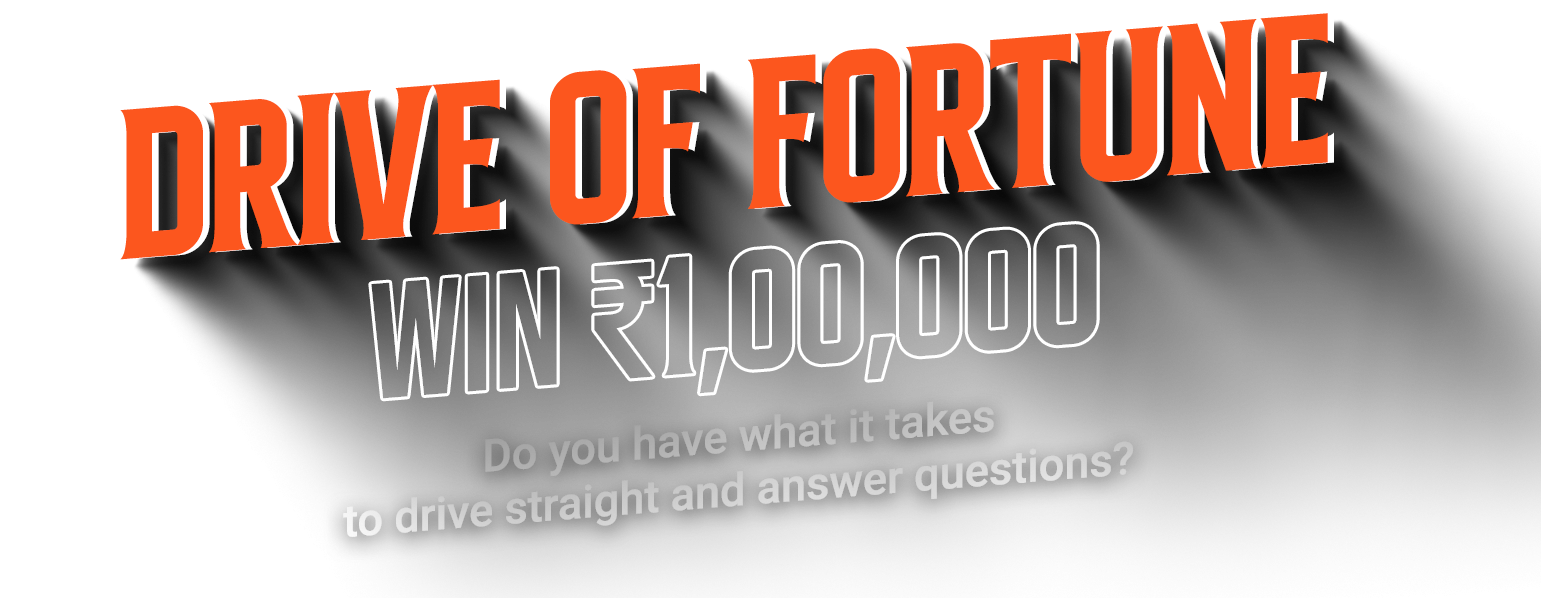 DRIVE OF FORTUNE
WIN ₹1,00,000
Do you have what it takes
to drive straight and answer questions?